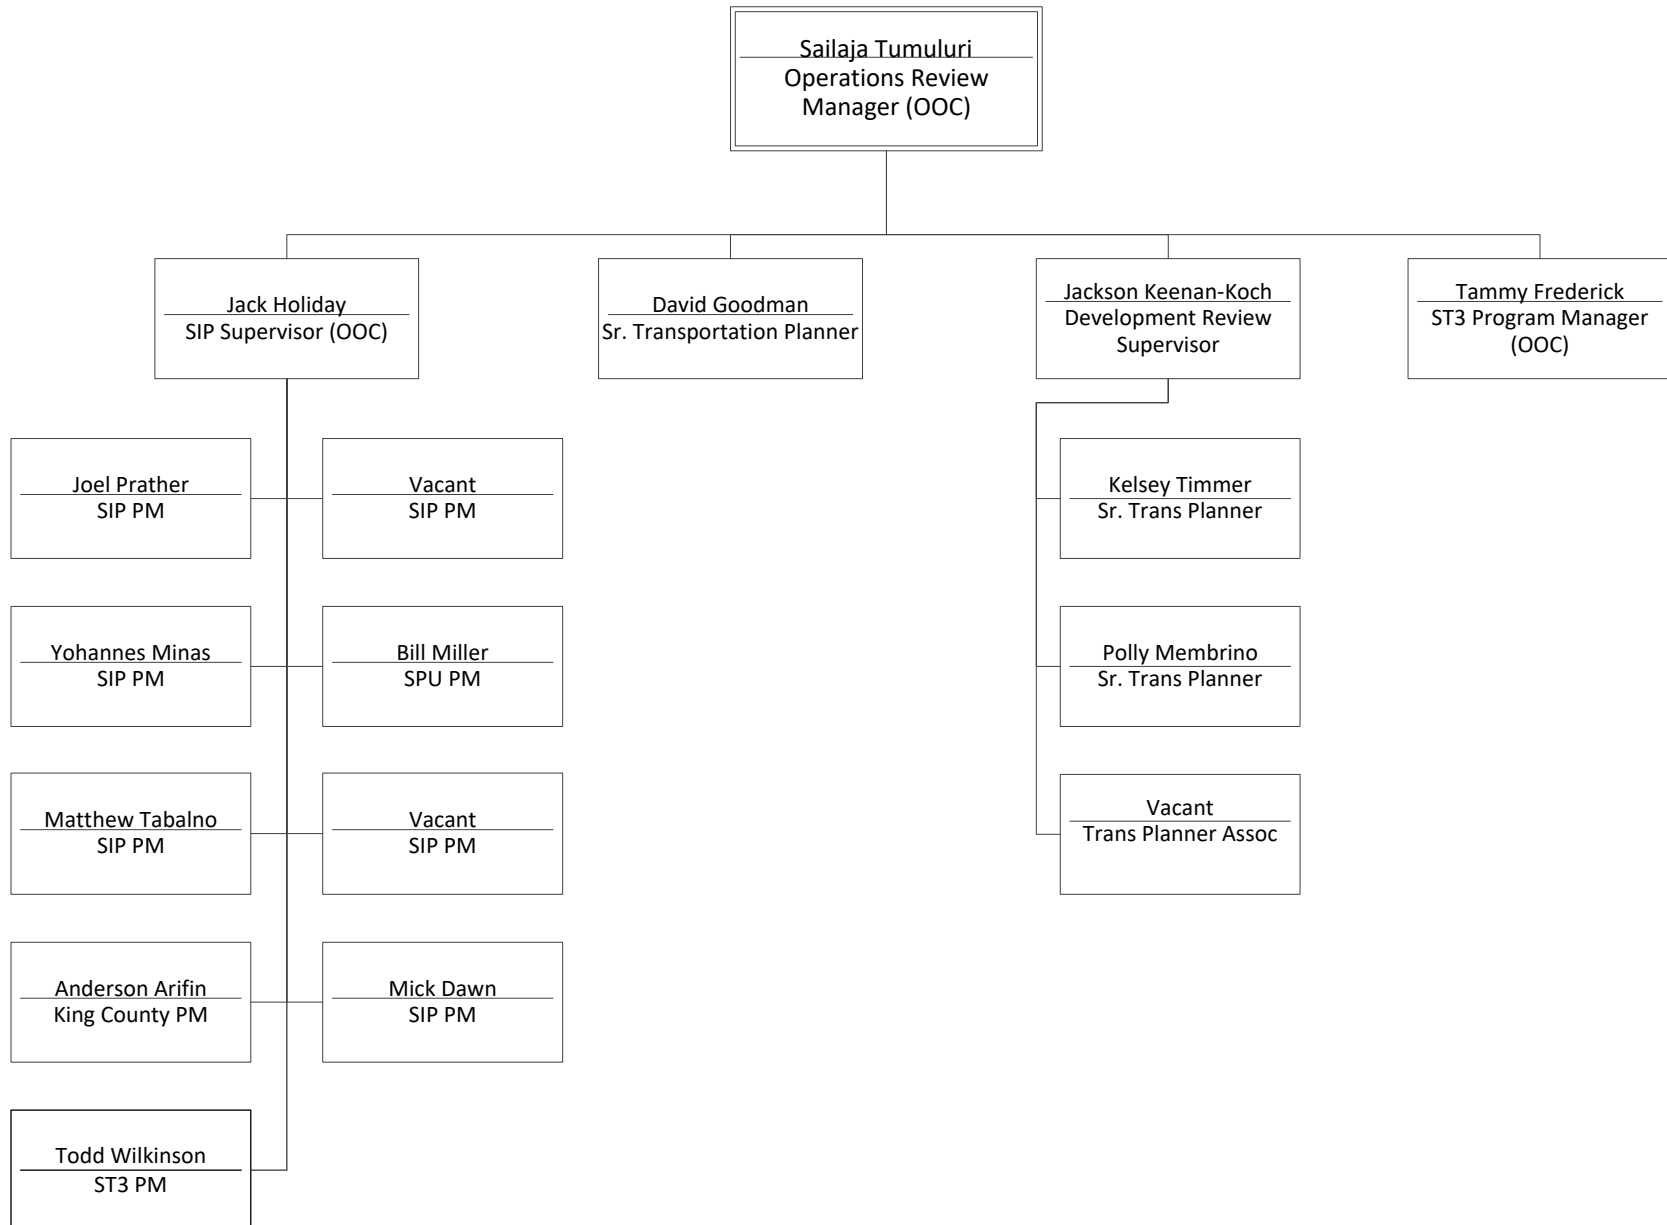 Sailaja Tumuluri
Operations Review
Manager (OOC)
Jack Holiday
SIP Supervisor (OOC)
David Goodman
Sr. Transportation Planner
Jackson Keenan-Koch
Development Review
Supervisor
Tammy Frederick
ST3 Program Manager
(OOC)
Joel Prather
SIP PM
Vacant
SIP PM
Kelsey Timmer
Sr. Trans Planner
Yohannes Minas
SIP PM
Bill Miller
SPU PM
Polly Membrino
Sr. Trans Planner
Matthew Tabalno
SIP PM
Vacant
SIP PM
Vacant
Trans Planner Assoc
Anderson Arifin
King County PM
Mick Dawn
SIP PM
Todd Wilkinson
ST3 PM